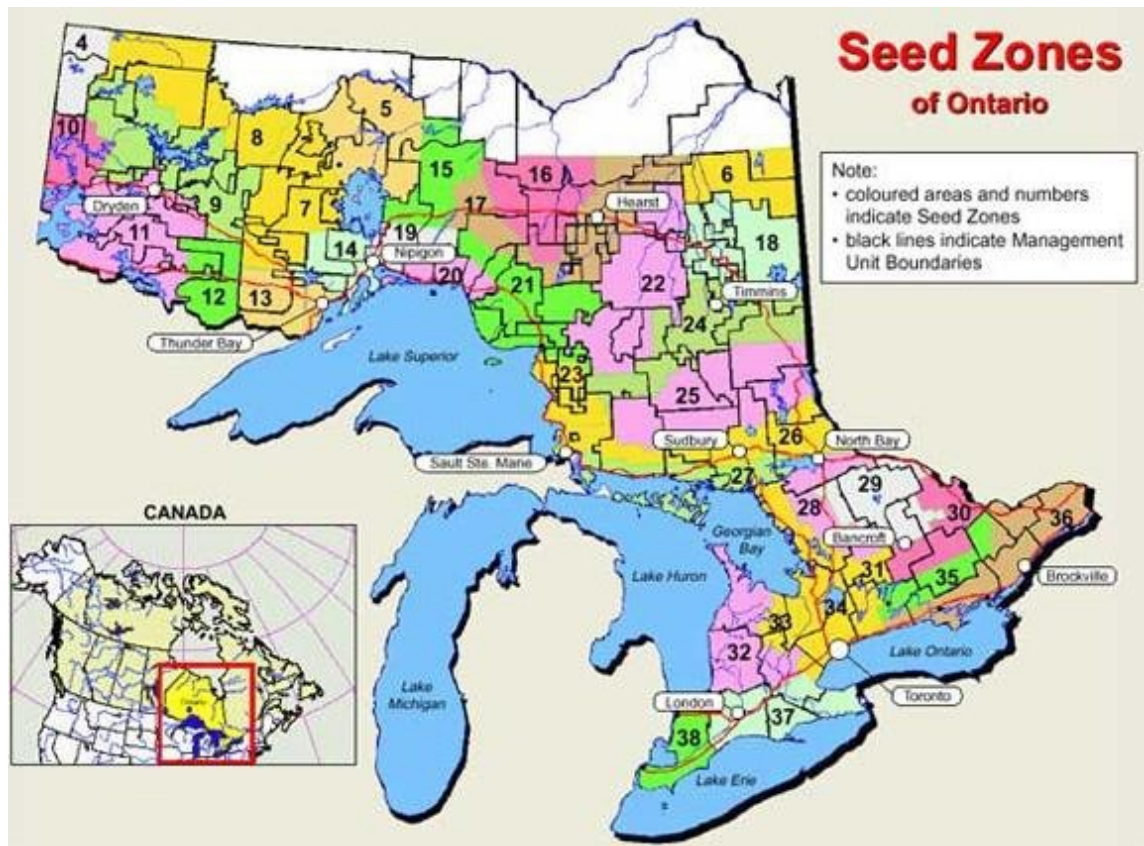 Seed Zones
of Ontario
Note:
• coloured areas and numbers
indicate Seed Zones
• black lines indicate Management
Unit Boundaries
4
5
8
10
15
16
6
Hearst
Dryden
9
7
17
11
14
19
Nipigon
18
20
21
22
12
13
Timmins
24
Thunder Bay
Lake Superior
23
25
Sudbury
26
North Bay
Sault Ste. Marie
27
29
28
30
36
CANADA
Georgian
Bay
Bancroft
31
35
Brockville
Lake Huron
34
33
32
Lake Ontario
Lake
Michigan
London
Toronto
37
38
Lake Erie
Ontario